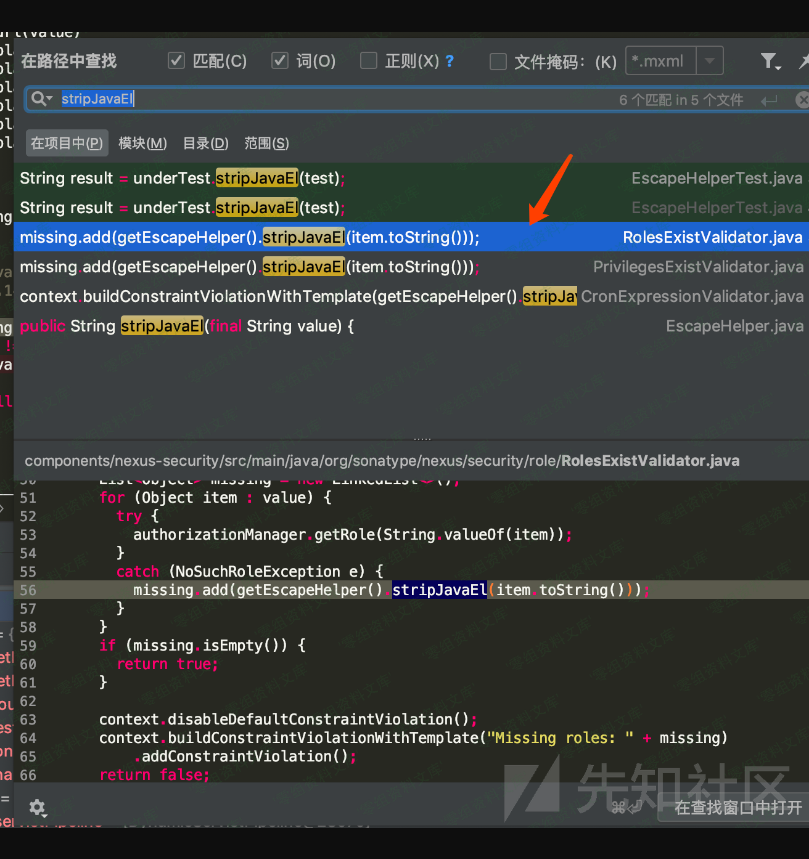 在路径中查找
匹配(C)
词(O)
正则(X) ?
文件掩码：(K)
*.mxml
stripJavaEl
6 个匹配 in 5 个文件
在项目中(P)
模块(M)
目录(D)
范围(S)
String result = underTest.stripJavaEl(test);
EscapeHelperTest.java
String result = underTest.stripJavaEl(test);
EscapeHelperTest.java
missing.add(getEscapeHelper().stripJavaEl(item.toString()));
RolesExistValidator.java
missing.add(getEscapeHelper().stripJavaEl(item.toString()));
PrivilegesExistValidator.java
context.buildConstraintViolationWithTemplate(getEscapeHelper().stripJa
CronExpressionValidator.java
public String stripJavaEl(final String value) {
EscapeHelper.java
components/nexus-security/src/main/java/org/sonatype/nexus/security/role/RolesExistValidator.java
50 List<Object> missing = new LinkedList<>();
51 for (Object item : value) {
52 try {
53 authorizationManager.getRole(String.valueOf(item));
54 }
55 catch (NoSuchRoleException e) {
56 missing.add(getEscapeHelper().stripJavaEl(item.toString()));
57 }
58 }
59 if (missing.isEmpty()) {
60 return true;
61 }
62
63 context.disableDefaultConstraintViolation();
64 context.buildConstraintViolationWithTemplate("Missing roles: " + missing)
65 .addConstraintViolation();
66 return false;
先知社区
⌘⏎
在查找窗口中打开